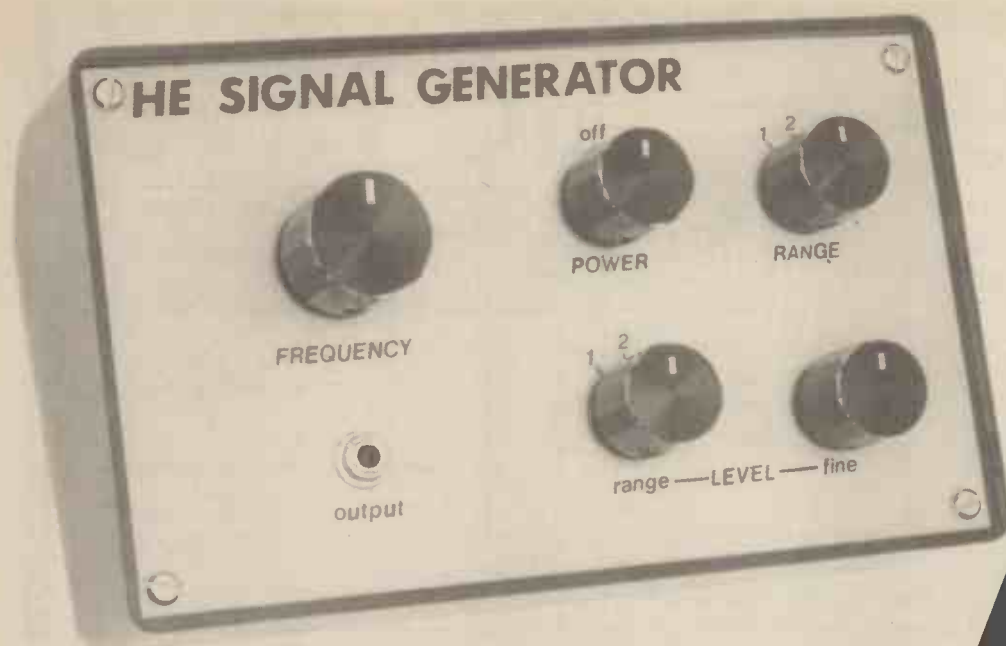 HE SIGNAL GENERATOR
off
1 2
POWER
RANGE
FREQUENCY
1 2
range — LEVEL — fine
output